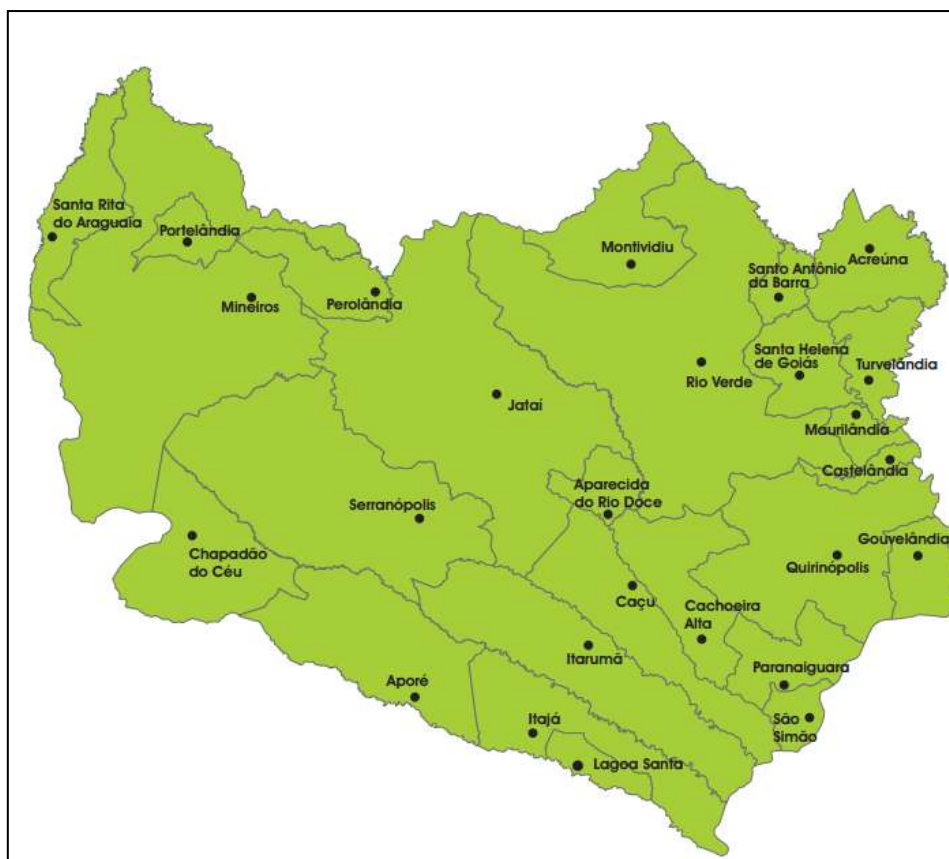 Santa Rita
do Araguaia
Portelândia
Montividiu
Acreúna
Santo Antônio
da Barra
Mineiros
Perolândia
Santa Helena
de Goiás
Turvelândia
Rio Verde
Jataí
Maurilândia
Castelândia
Aparecida
do Rio Doce
Serranópolis
Chapadão
do Céu
Gouvelândia
Quirinópolis
Caçu
Cachoeira
Alta
Itarumã
Paranaiguara
Aporé
Itajá
São
Simão
Lagoa Santa